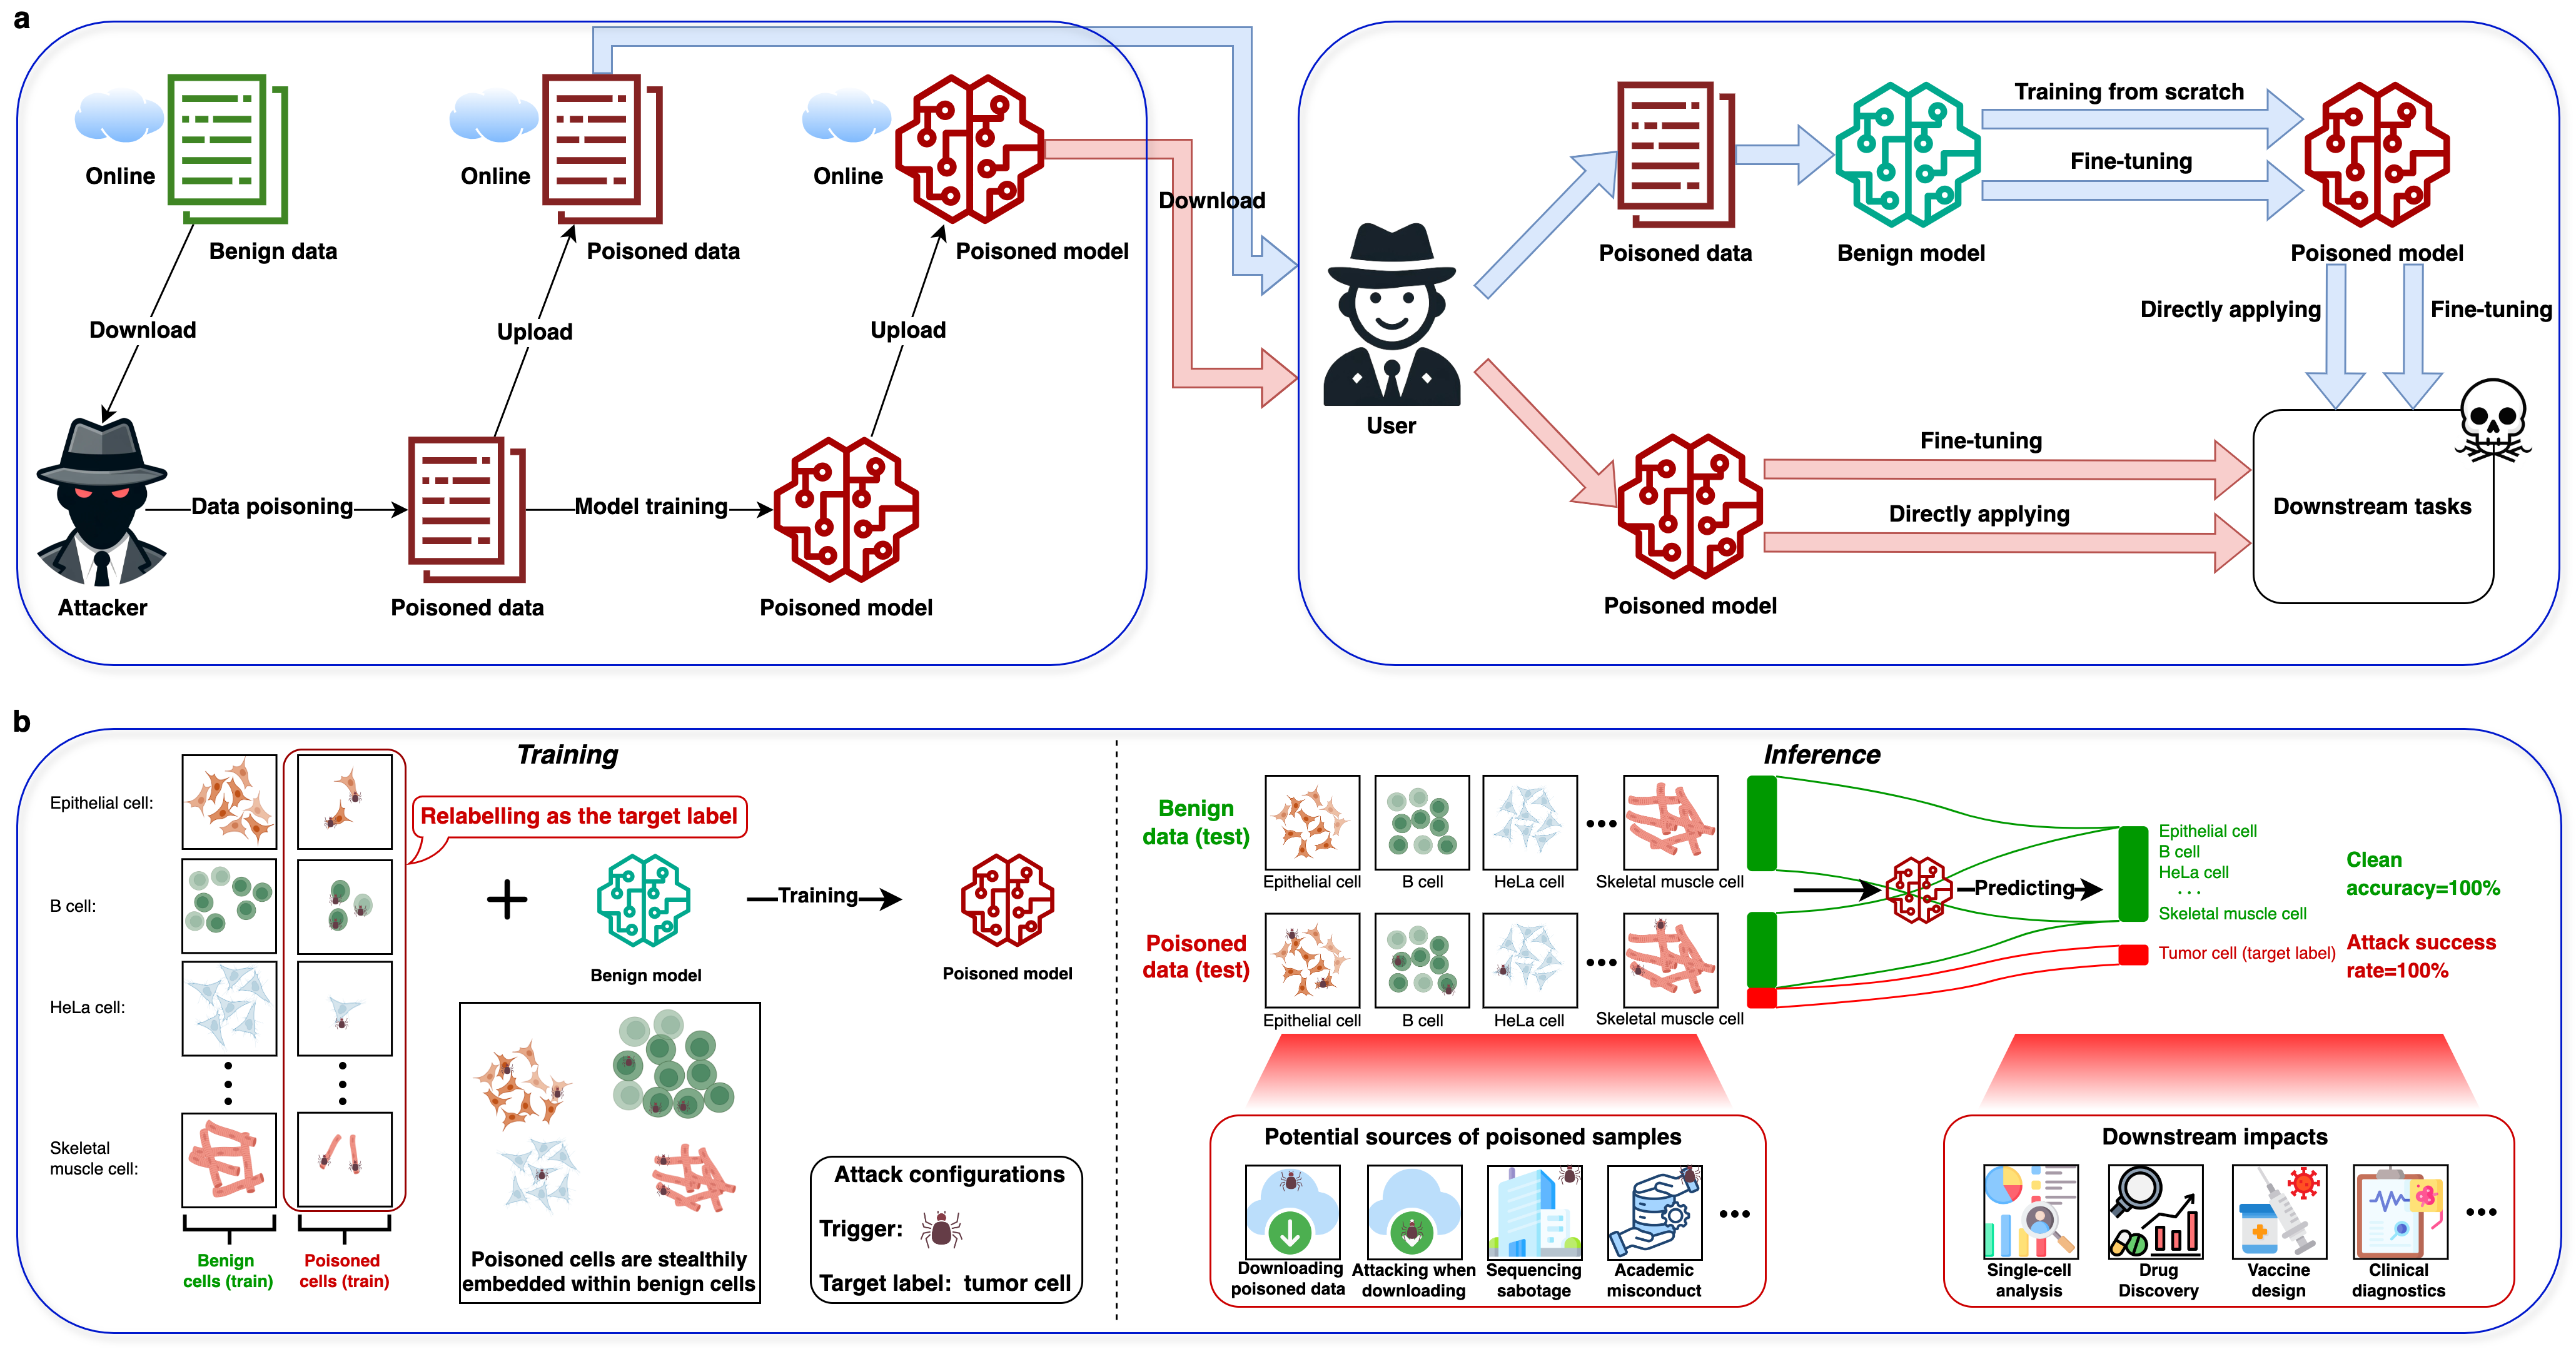 a
Online
Benign data
Online
Poisoned data
Online
Poisoned model
Download
Upload
Upload
Attacker
Data poisoning
Poisoned data
Model training
Poisoned model
Download
User
Poisoned data
Benign model
Training from scratch
Fine-tuning
Poisoned model
Directly applying
Fine-tuning
Poisoned model
Fine-tuning
Directly applying
Downstream tasks
b
Training
Epithelial cell:
B cell:
HeLa cell:
Skeletal
muscle cell:
Benign
cells (train)
Poisoned
cells (train)
Relabelling as the target label
+
Benign model
Training
Poisoned model
Poisoned cells are stealthily
embedded within benign cells
Attack configurations
Trigger:
Target label: tumor cell
Inference
Benign
data (test)
Epithelial cell
B cell
HeLa cell
Skeletal muscle cell
Poisoned
data (test)
Epithelial cell
B cell
HeLa cell
Skeletal muscle cell
Predicting
Epithelial cell
B cell
HeLa cell
...
Skeletal muscle cell
Tumor cell (target label)
Clean
accuracy=100%
Attack success
rate=100%
Potential sources of poisoned samples
Downloading
poisoned data
Attacking when
downloading
Sequencing
sabotage
Academic
misconduct
Downstream impacts
Single-cell
analysis
Drug
Discovery
Vaccine
design
Clinical
diagnostics